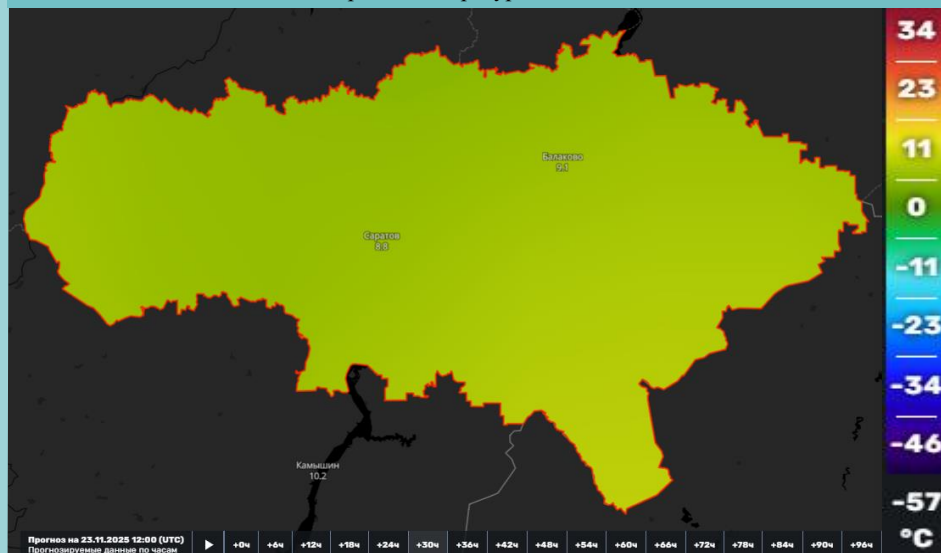 34
23
11
0
-11
-23
-34
-46
-57
°C
Балаково
9.1
Саратов
8.8
Камышин
10.2
Прогноз на 23.11.2025 12:00 (UTC)
Прогнозируемые данные по часам
+0ч +6ч +12ч +18ч +24ч +30ч +36ч +42ч +48ч +54ч +60ч +66ч +72ч +78ч +84ч +90ч +96ч